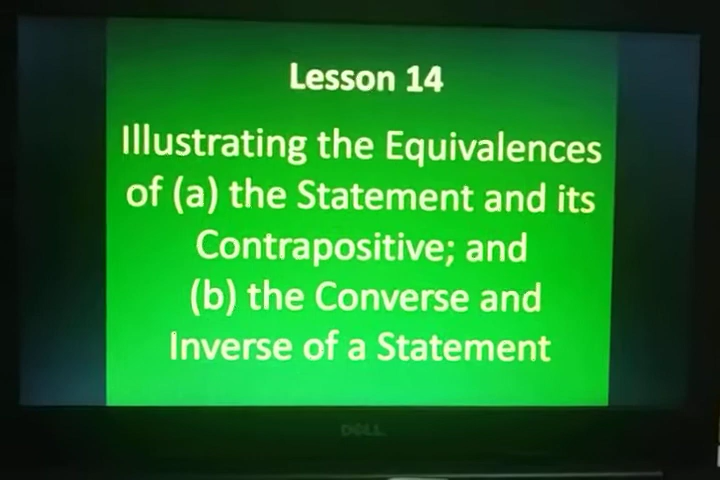 Lesson 14
Illustrating the Equivalences
of (a) the Statement and its
Contrapositive; and
(b) the Converse and
Inverse of a Statement
DELL